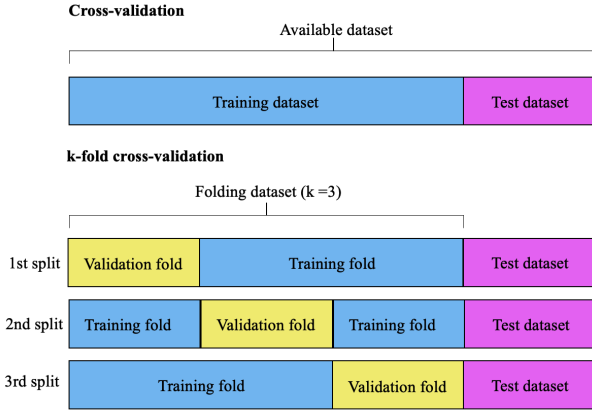 Cross-validation
Available dataset
Training dataset Test dataset
k-fold cross-validation
Folding dataset (k =3)
1st split Validation fold Training fold Test dataset
2nd split Training fold Validation fold Training fold Test dataset
3rd split Training fold Validation fold Test dataset